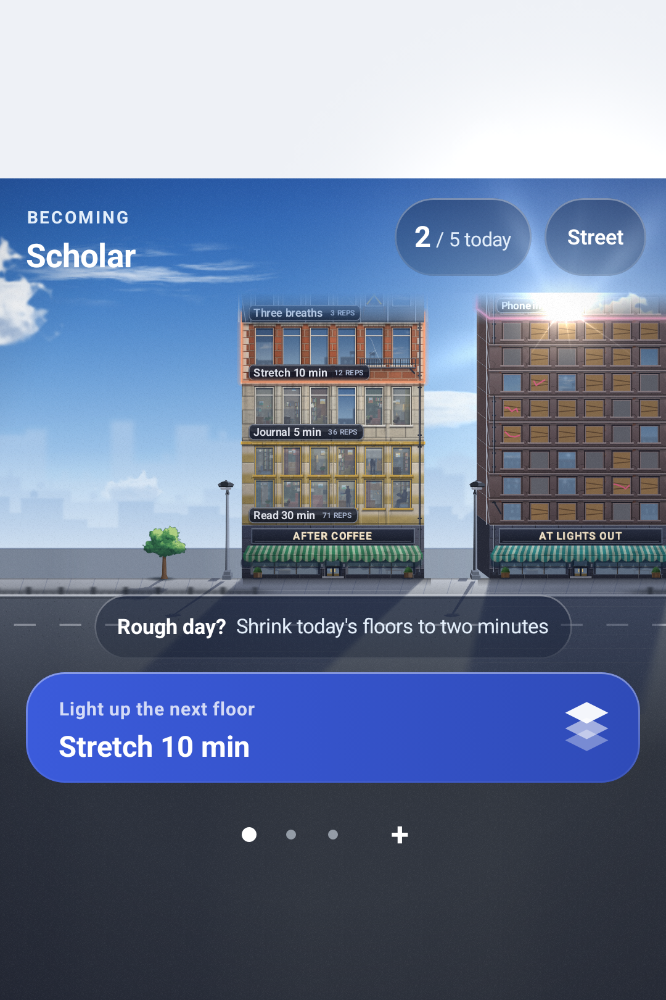 BECOMING
Scholar
2 / 5 today
Street
Three breaths 3 REPS
Phone
Stretch 10 min 12 REPS
Journal 5 min 36 REPS
Read 30 min 71 REPS
AFTER COFFEE
AT LIGHTS OUT
Rough day? Shrink today's floors to two minutes
Light up the next floor
Stretch 10 min
+